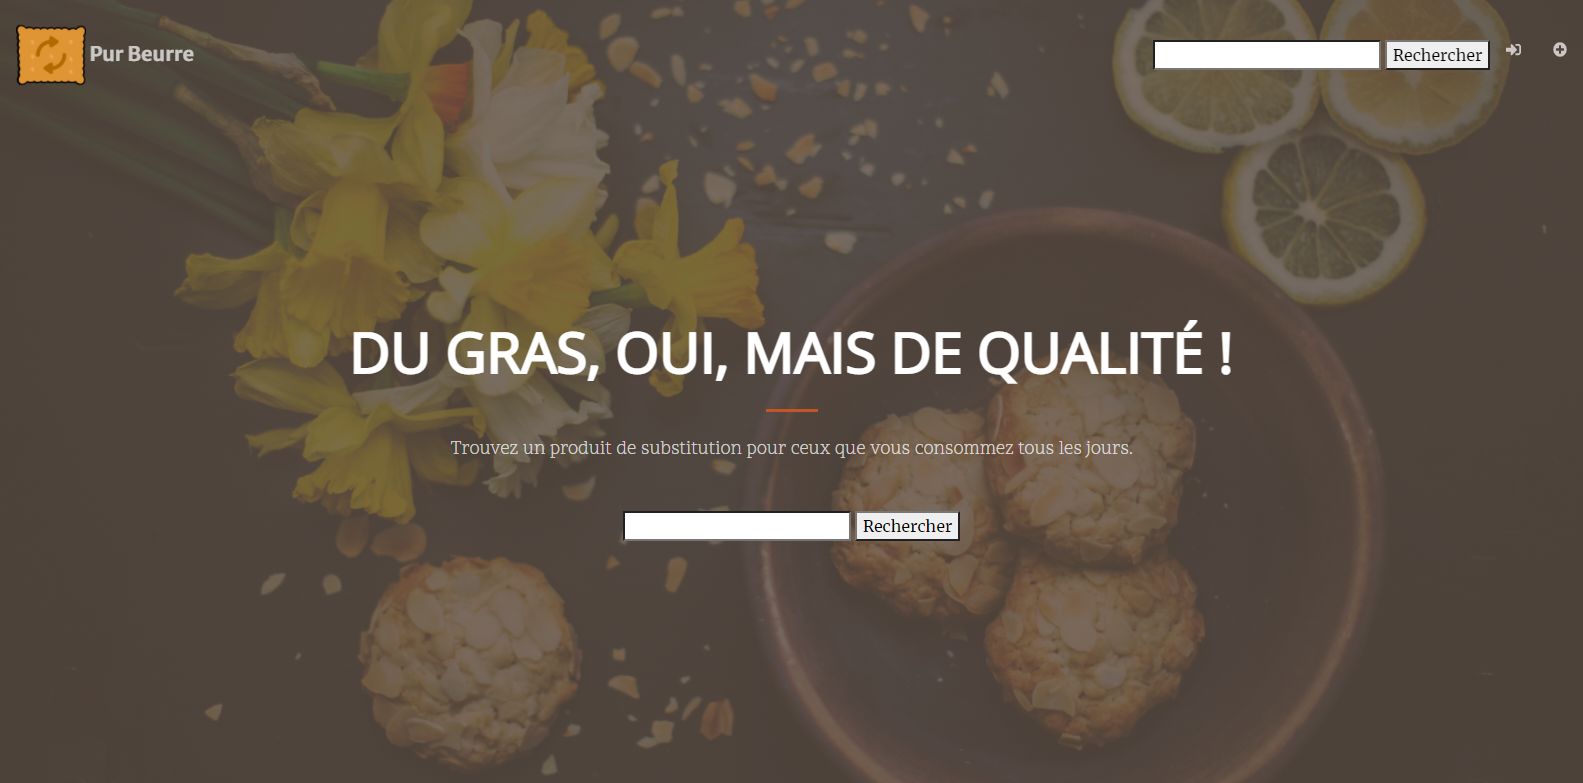 Pur Beurre
Rechercher
DU GRAS, OUI, MAIS DE QUALITÉ !
Trouvez un produit de substitution pour ceux que vous consommez tous les jours.
Rechercher